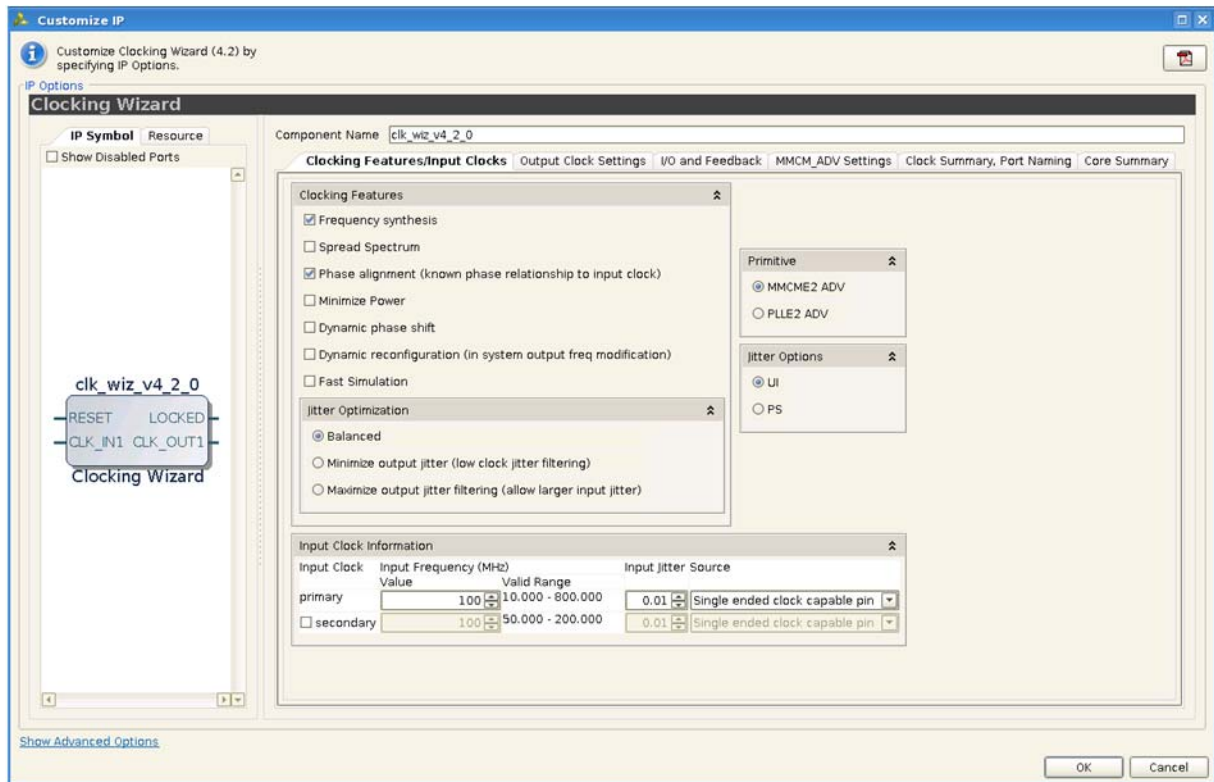 Customize IP
Customize Clocking Wizard (4.2) by
specifying IP Options.
IP Options
Clocking Wizard
IP Symbol Resource
Show Disabled Ports
clk_wiz_v4_2_0
RESET LOCKED
CLK_IN1 CLK_OUT1
Clocking Wizard
Component Name clk_wiz_v4_2_0
Clocking Features/Input Clocks Output Clock Settings I/O and Feedback MMCM_ADV Settings Clock Summary, Port Naming Core Summary
Clocking Features
Frequency synthesis
Spread Spectrum
Phase alignment (known phase relationship to input clock)
Minimize Power
Dynamic phase shift
Dynamic reconfiguration (in system output freq modification)
Fast Simulation
Jitter Optimization
Balanced
Minimize output jitter (low clock jitter filtering)
Maximize output jitter filtering (allow larger input jitter)
Primitive
MMCME2 ADV
PLLE2 ADV
Jitter Options
UI
PS
Input Clock Information
Input Clock Input Frequency (MHz) Input Jitter Source
Value Valid Range
primary 100 10.000 - 800.000 0.01 Single ended clock capable pin
secondary 100 50.000 - 200.000 0.01 Single ended clock capable pin
Show Advanced Options
OK Cancel